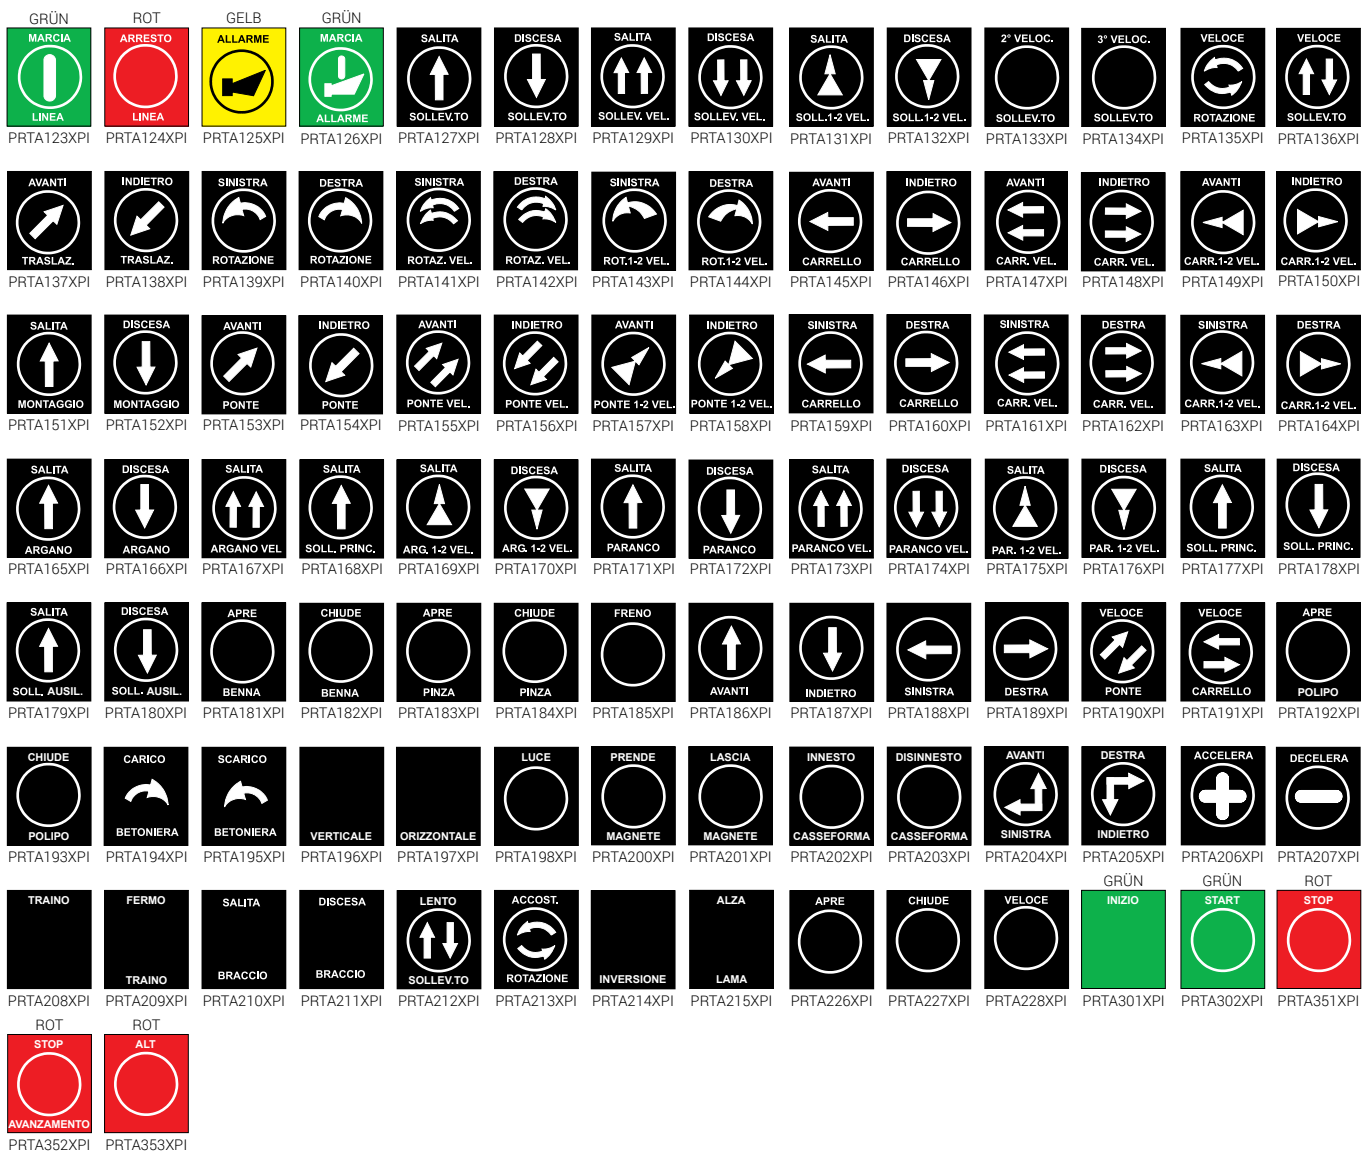 GRÜN ROT GELB GRÜN
MARCIA ARRESTO ALLARME MARCIA SALITA DISCESA SALITA DISCESA SALITA DISCESA 2° VELOC. 3° VELOC. VELOCE VELOCE
LINEA LINEA ALLARME SOLLEV.TO SOLLEV.TO SOLLEV. VEL. SOLLEV. VEL. SOLL.1-2 VEL. SOLL.1-2 VEL. SOLLEV.TO SOLLEV.TO ROTAZIONE SOLLEV.TO
PRTA123XPI PRTA124XPI PRTA125XPI PRTA126XPI PRTA127XPI PRTA128XPI PRTA129XPI PRTA130XPI PRTA131XPI PRTA132XPI PRTA133XPI PRTA134XPI PRTA135XPI PRTA136XPI
AVANTI INDIETRO SINISTRA DESTRA SINISTRA DESTRA SINISTRA DESTRA AVANTI INDIETRO AVANTI INDIETRO AVANTI INDIETRO
TRASLAZ. TRASLAZ. ROTAZIONE ROTAZIONE ROTAZ. VEL. ROTAZ. VEL. ROT.1-2 VEL. ROT.1-2 VEL. CARRELLO CARRELLO CARR. VEL. CARR. VEL. CARR.1-2 VEL. CARR.1-2 VEL.
PRTA137XPI PRTA138XPI PRTA139XPI PRTA140XPI PRTA141XPI PRTA142XPI PRTA143XPI PRTA144XPI PRTA145XPI PRTA146XPI PRTA147XPI PRTA148XPI PRTA149XPI PRTA150XPI
SALITA DISCESA AVANTI INDIETRO AVANTI INDIETRO AVANTI INDIETRO SINISTRA DESTRA SINISTRA DESTRA SINISTRA DESTRA
MONTAGGIO MONTAGGIO PONTE PONTE PONTE VEL. PONTE VEL. PONTE 1-2 VEL. PONTE 1-2 VEL. CARRELLO CARRELLO CARR. VEL. CARR. VEL. CARR.1-2 VEL. CARR.1-2 VEL.
PRTA151XPI PRTA152XPI PRTA153XPI PRTA154XPI PRTA155XPI PRTA156XPI PRTA157XPI PRTA158XPI PRTA159XPI PRTA160XPI PRTA161XPI PRTA162XPI PRTA163XPI PRTA164XPI
SALITA DISCESA SALITA SALITA SALITA DISCESA SALITA DISCESA SALITA DISCESA SALITA DISCESA SALITA DISCESA
ARGANO ARGANO ARGANO VEL SOLL. PRINC. ARG. 1-2 VEL. ARG. 1-2 VEL. PARANCO PARANCO PARANCO VEL. PARANCO VEL. PAR. 1-2 VEL. PAR. 1-2 VEL. SOLL. PRINC. SOLL. PRINC.
PRTA165XPI PRTA166XPI PRTA167XPI PRTA168XPI PRTA169XPI PRTA170XPI PRTA171XPI PRTA172XPI PRTA173XPI PRTA174XPI PRTA175XPI PRTA176XPI PRTA177XPI PRTA178XPI
SALITA DISCESA APRE CHIUDE APRE CHIUDE FRENO VELOCE VELOCE APRE
SOLL. AUSIL. SOLL. AUSIL. BENNA BENNA PINZA PINZA AVANTI INDIETRO SINISTRA DESTRA PONTE CARRELLO POLIPO
PRTA179XPI PRTA180XPI PRTA181XPI PRTA182XPI PRTA183XPI PRTA184XPI PRTA185XPI PRTA186XPI PRTA187XPI PRTA188XPI PRTA189XPI PRTA190XPI PRTA191XPI PRTA192XPI
CHIUDE CARICO SCARICO LUCE PRENDE LASCIA INNESTO DISINNESTO AVANTI DESTRA ACCELERA DECELERA
POLIPO BETONIERA BETONIERA VERTICALE ORIZZONTALE MAGNETE MAGNETE CASSEFORMA CASSEFORMA SINISTRA INDIETRO
PRTA193XPI PRTA194XPI PRTA195XPI PRTA196XPI PRTA197XPI PRTA198XPI PRTA200XPI PRTA201XPI PRTA202XPI PRTA203XPI PRTA204XPI PRTA205XPI PRTA206XPI PRTA207XPI
GRÜN GRÜN ROT
TRAINO FERMO SALITA DISCESA LENTO ACCOST. ALZA APRE CHIUDE VELOCE INIZIO START STOP
TRAINO BRACCIO BRACCIO SOLLEV.TO ROTAZIONE INVERSIONE LAMA
PRTA208XPI PRTA209XPI PRTA210XPI PRTA211XPI PRTA212XPI PRTA213XPI PRTA214XPI PRTA215XPI PRTA226XPI PRTA227XPI PRTA228XPI PRTA301XPI PRTA302XPI PRTA351XPI
ROT ROT
STOP ALT
AVANZAMENTO
PRTA352XPI PRTA353XPI